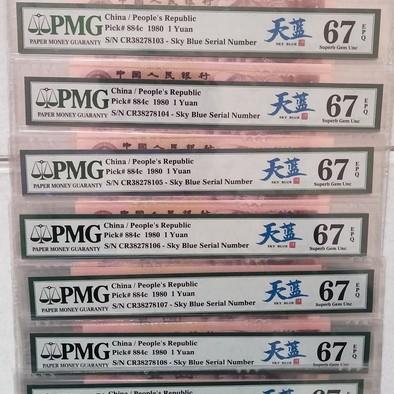 PMG
PAPER MONEY GUARANTY
China / People's Republic
Pick# 884c 1980 1 Yuan
S/N CR38278103 - Sky Blue Serial Number
天蓝
SKY BLUE
67
EPQ
Superb Gem Unc
中国人民银行
PMG
PAPER MONEY GUARANTY
China / People's Republic
Pick# 884c 1980 1 Yuan
S/N CR38278104 - Sky Blue Serial Number
天蓝
SKY BLUE
67
EPQ
Superb Gem Unc
PMG
PAPER MONEY GUARANTY
China / People's Republic
Pick# 884c 1980 1 Yuan
S/N CR38278105 - Sky Blue Serial Number
天蓝
SKY BLUE
67
EPQ
Superb Gem Unc
PMG
PAPER MONEY GUARANTY
China / People's Republic
Pick# 884c 1980 1 Yuan
S/N CR38278106 - Sky Blue Serial Number
天蓝
SKY BLUE
67
EPQ
Superb Gem Unc
PMG
PAPER MONEY GUARANTY
China / People's Republic
Pick# 884c 1980 1 Yuan
S/N CR38278107 - Sky Blue Serial Number
天蓝
SKY BLUE
67
EPQ
Superb Gem Unc
PMG
PAPER MONEY GUARANTY
China / People's Republic
Pick# 884c 1980 1 Yuan
S/N CR38278108 - Sky Blue Serial Number
天蓝
SKY BLUE
67
EPQ
Superb Gem Unc
China / People's Republic